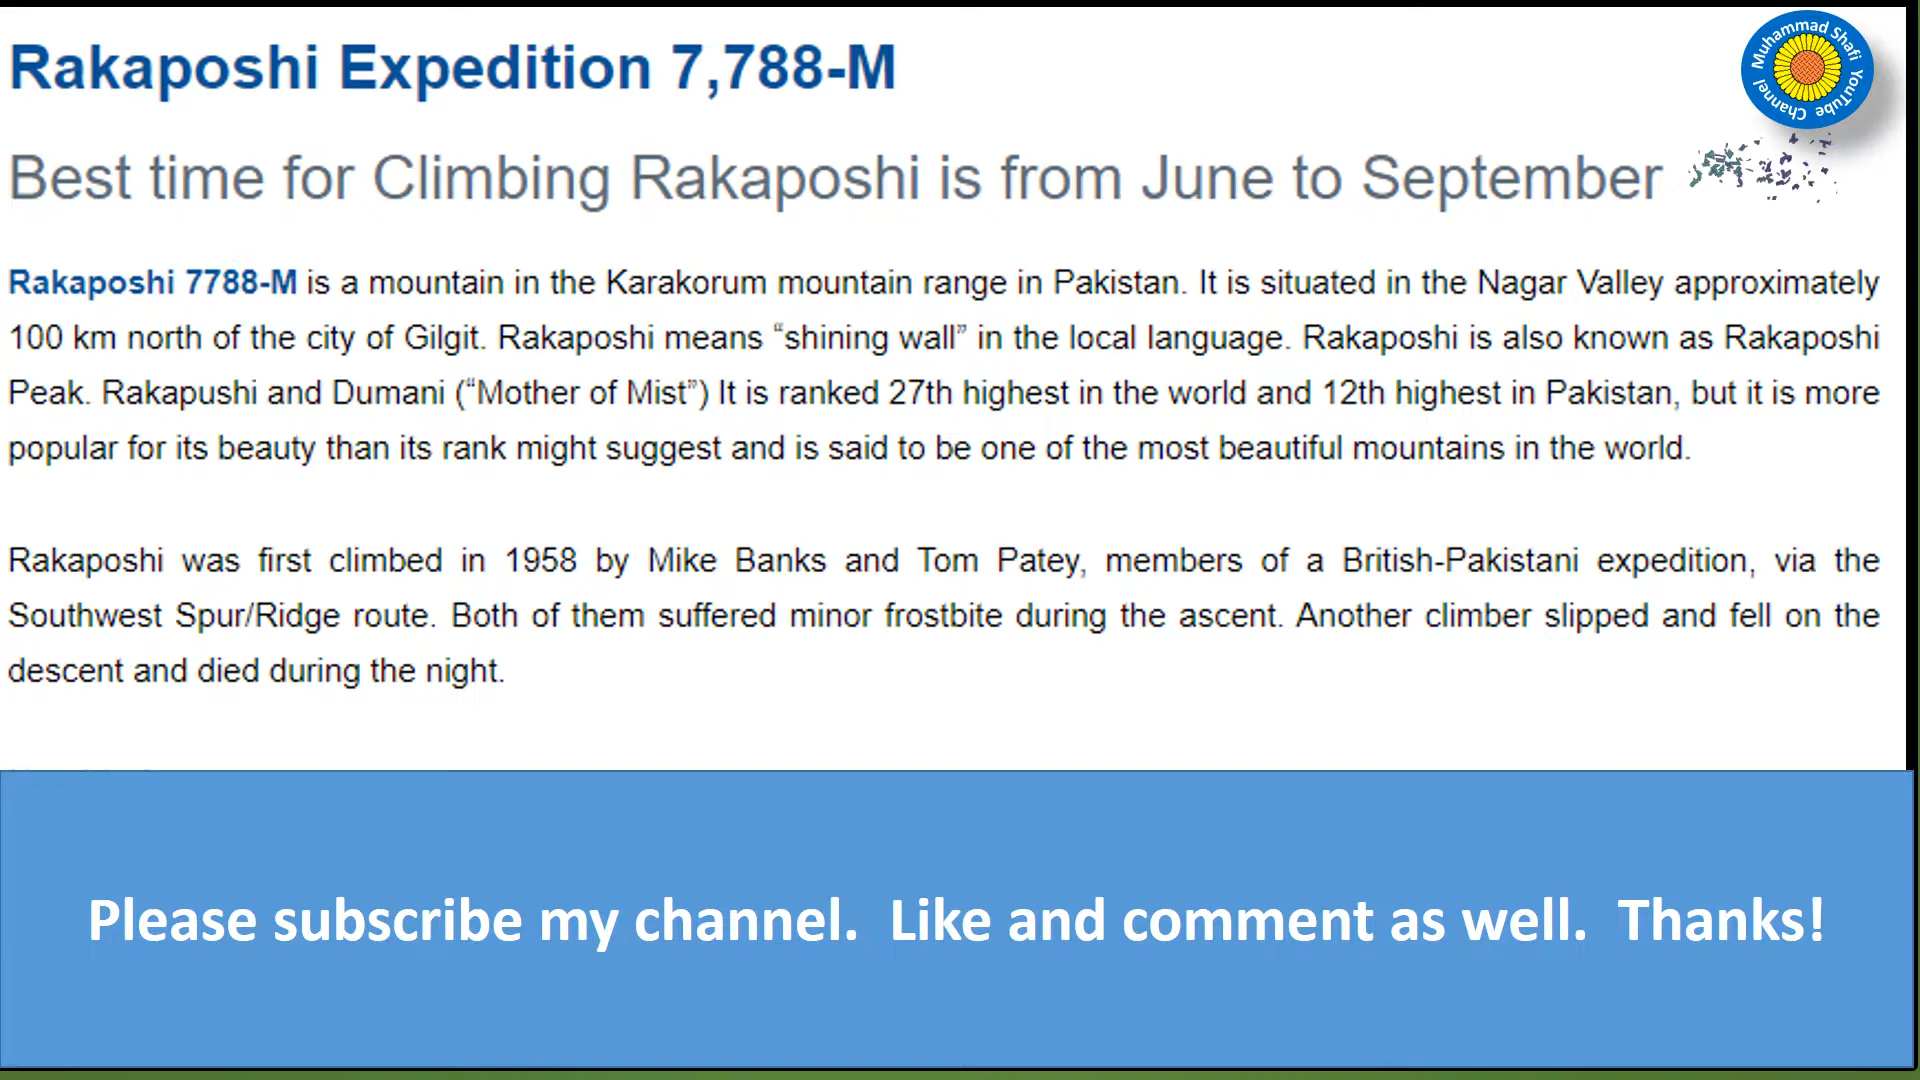 Rakaposhi Expedition 7,788-M
Muhammad Shafi YouTube Channel
Best time for Climbing Rakaposhi is from June to September
Rakaposhi 7788-M is a mountain in the Karakorum mountain range in Pakistan. It is situated in the Nagar Valley approximately
100 km north of the city of Gilgit. Rakaposhi means “shining wall” in the local language. Rakaposhi is also known as Rakaposhi
Peak. Rakapushi and Dumani (“Mother of Mist”) It is ranked 27th highest in the world and 12th highest in Pakistan, but it is more
popular for its beauty than its rank might suggest and is said to be one of the most beautiful mountains in the world.
Rakaposhi was first climbed in 1958 by Mike Banks and Tom Patey, members of a British-Pakistani expedition, via the
Southwest Spur/Ridge route. Both of them suffered minor frostbite during the ascent. Another climber slipped and fell on the
descent and died during the night.
Please subscribe my channel.  Like and comment as well.  Thanks!